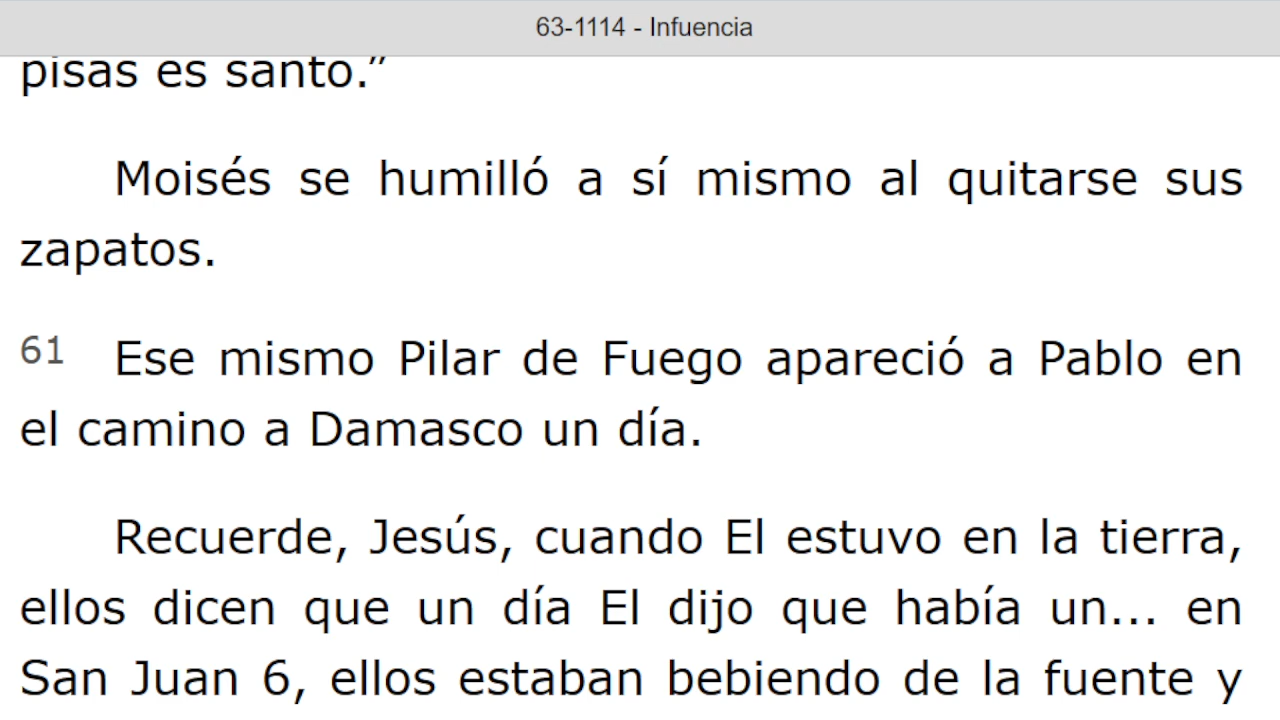 63-1114 - Infuencia
pisas es santo.”
Moisés se humilló a sí mismo al quitarse sus
zapatos.
61 Ese mismo Pilar de Fuego apareció a Pablo en
el camino a Damasco un día.
Recuerde, Jesús, cuando El estuvo en la tierra,
ellos dicen que un día El dijo que había un... en
San Juan 6, ellos estaban bebiendo de la fuente y